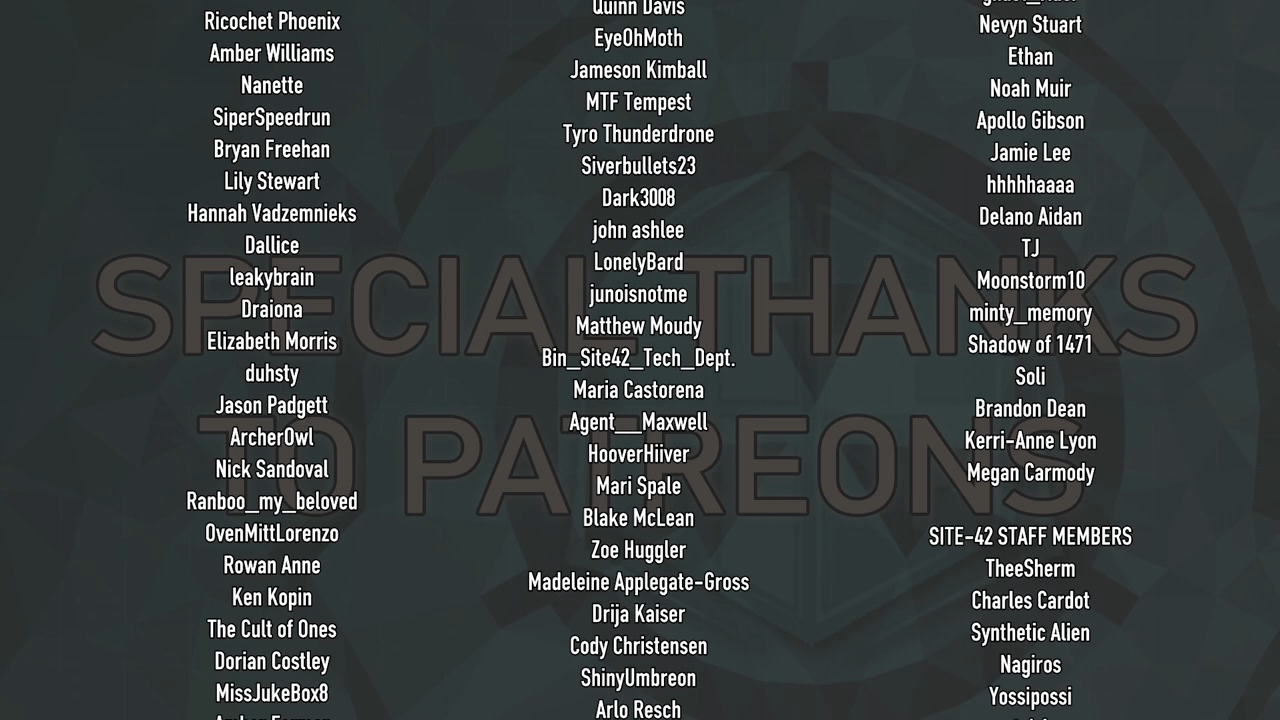 Ricochet Phoenix
Amber Williams
Nanette
SiperSpeedrun
Bryan Freehan
Lily Stewart
Hannah Vadzemnieks
Dallice
leakybrain
Draiona
Elizabeth Morris
duhsty
Jason Padgett
ArcherOwl
Nick Sandoval
Ranboo_my_beloved
OvenMittLorenzo
Rowan Anne
Ken Kopin
The Cult of Ones
Dorian Costley
MissJukeBox8
Quinn Davis
EyeOhMoth
Jameson Kimball
MTF Tempest
Tyro Thunderdrone
Siverbullets23
Dark3008
john ashlee
LonelyBard
junoisnotme
Matthew Moudy
Bin_Site42_Tech_Dept.
Maria Castorena
Agent__Maxwell
HooverHiiver
Mari Spale
Blake McLean
Zoe Huggler
Madeleine Applegate-Gross
Drija Kaiser
Cody Christensen
ShinyUmbreon
Arlo Resch
Nevyn Stuart
Ethan
Noah Muir
Apollo Gibson
Jamie Lee
hhhhhaaaa
Delano Aidan
TJ
Moonstorm10
minty_memory
Shadow of 1471
Soli
Brandon Dean
Kerri-Anne Lyon
Megan Carmody
SITE-42 STAFF MEMBERS
TheeSherm
Charles Cardot
Synthetic Alien
Nagiros
Yossipossi
SPECIAL THANKS
TO PATREONS